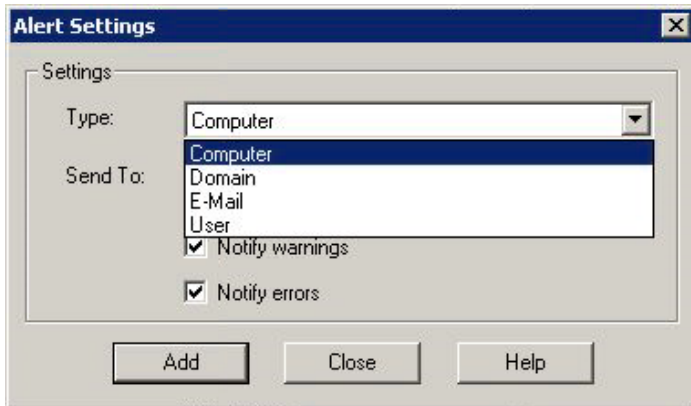 Alert Settings
Settings
Type: Computer
Computer
Send To: Domain
E-Mail
User
Notify warnings
Notify errors
Add Close Help